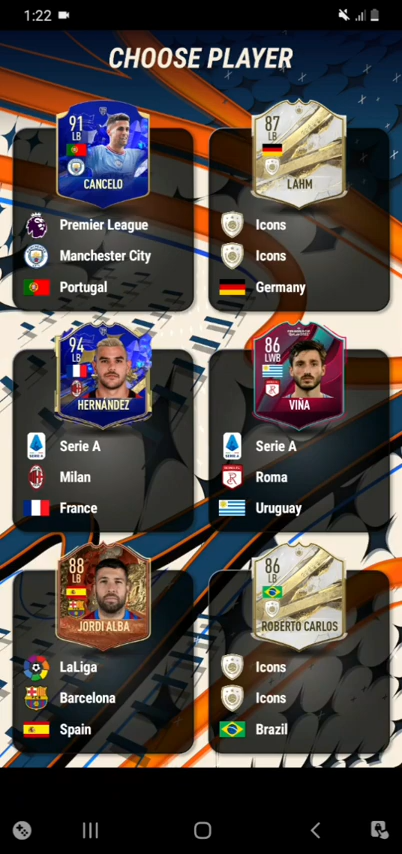 1:22
CHOOSE PLAYER
91
LB
CANCELO
Premier League
Manchester City
Portugal
87
LB
LAHM
Icons
Icons
Germany
94
LB
HERNÁNDEZ
Serie A
Milan
France
86
LWB
VIÑA
Serie A
Roma
Uruguay
88
LB
JORDI ALBA
LaLiga
Barcelona
Spain
86
LB
ROBERTO CARLOS
Icons
Icons
Brazil